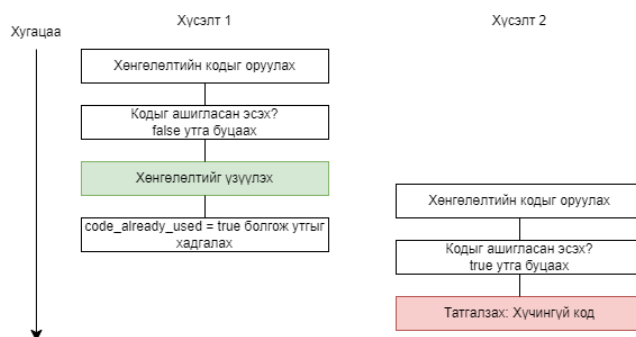 Хүсэлт 1
Хүсэлт 2
Хугацаа
Хөнгөлөлтийн кодыг оруулах
Кодыг ашигласан эсэх?
false утга буцаах
Хөнгөлөлтийг үзүүлэх
code_already_used = true болгож утгыг
хадгалах
Хөнгөлөлтийн кодыг оруулах
Кодыг ашигласан эсэх?
true утга буцаах
Татгалзах: Хүчингүй код